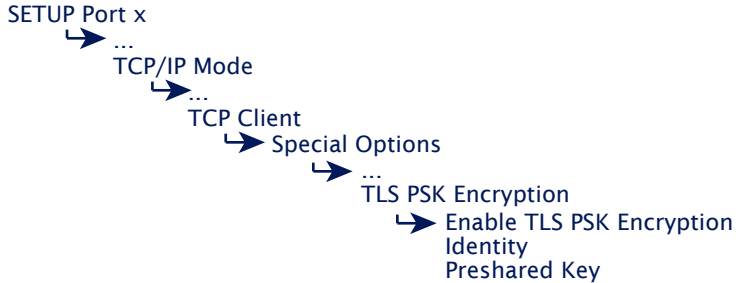 SETUP Port x
...
TCP/IP Mode
...
TCP Client
Special Options
...
TLS PSK Encryption
Enable TLS PSK Encryption
Identity
Preshared Key